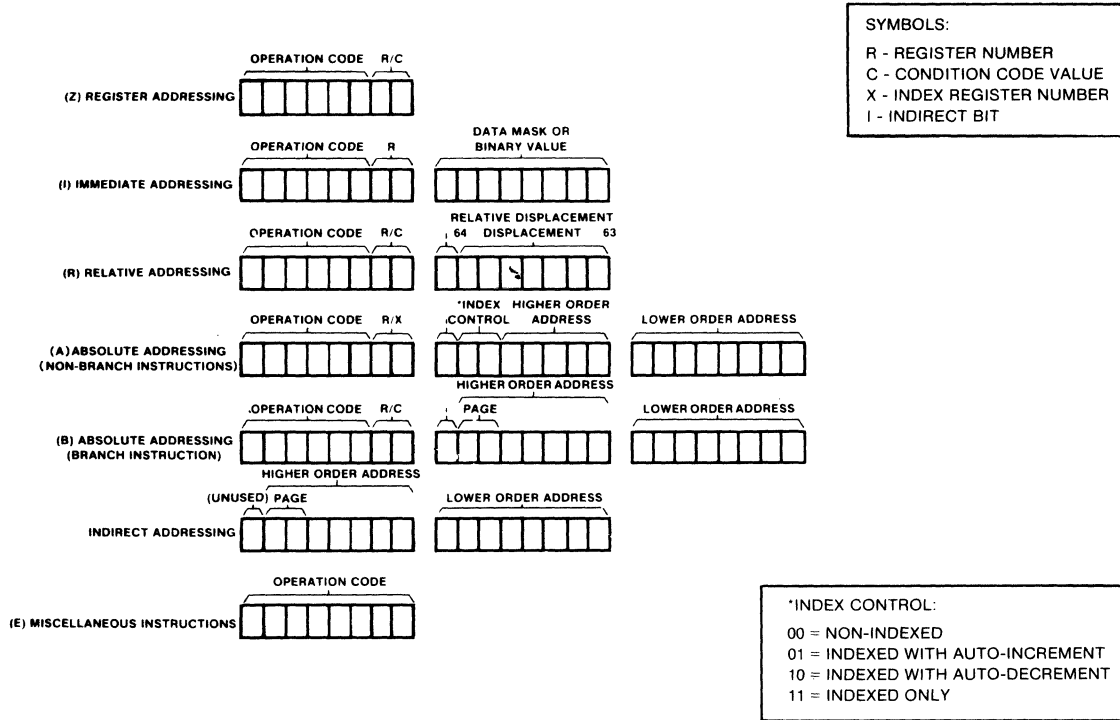 SYMBOLS:
R - REGISTER NUMBER
C - CONDITION CODE VALUE
X - INDEX REGISTER NUMBER
I - INDIRECT BIT
OPERATION CODE R/C
(Z) REGISTER ADDRESSING
OPERATION CODE R DATA MASK OR BINARY VALUE
(I) IMMEDIATE ADDRESSING
RELATIVE DISPLACEMENT
OPERATION CODE R/C I 64 DISPLACEMENT 63
(R) RELATIVE ADDRESSING
*INDEX HIGHER ORDER
OPERATION CODE R/X I CONTROL ADDRESS LOWER ORDER ADDRESS
(A) ABSOLUTE ADDRESSING
(NON-BRANCH INSTRUCTIONS)
HIGHER ORDER ADDRESS
OPERATION CODE R/C I PAGE LOWER ORDER ADDRESS
(B) ABSOLUTE ADDRESSING
(BRANCH INSTRUCTION)
HIGHER ORDER ADDRESS
(UNUSED) PAGE LOWER ORDER ADDRESS
INDIRECT ADDRESSING
OPERATION CODE
(E) MISCELLANEOUS INSTRUCTIONS
*INDEX CONTROL:
00 = NON-INDEXED
01 = INDEXED WITH AUTO-INCREMENT
10 = INDEXED WITH AUTO-DECREMENT
11 = INDEXED ONLY